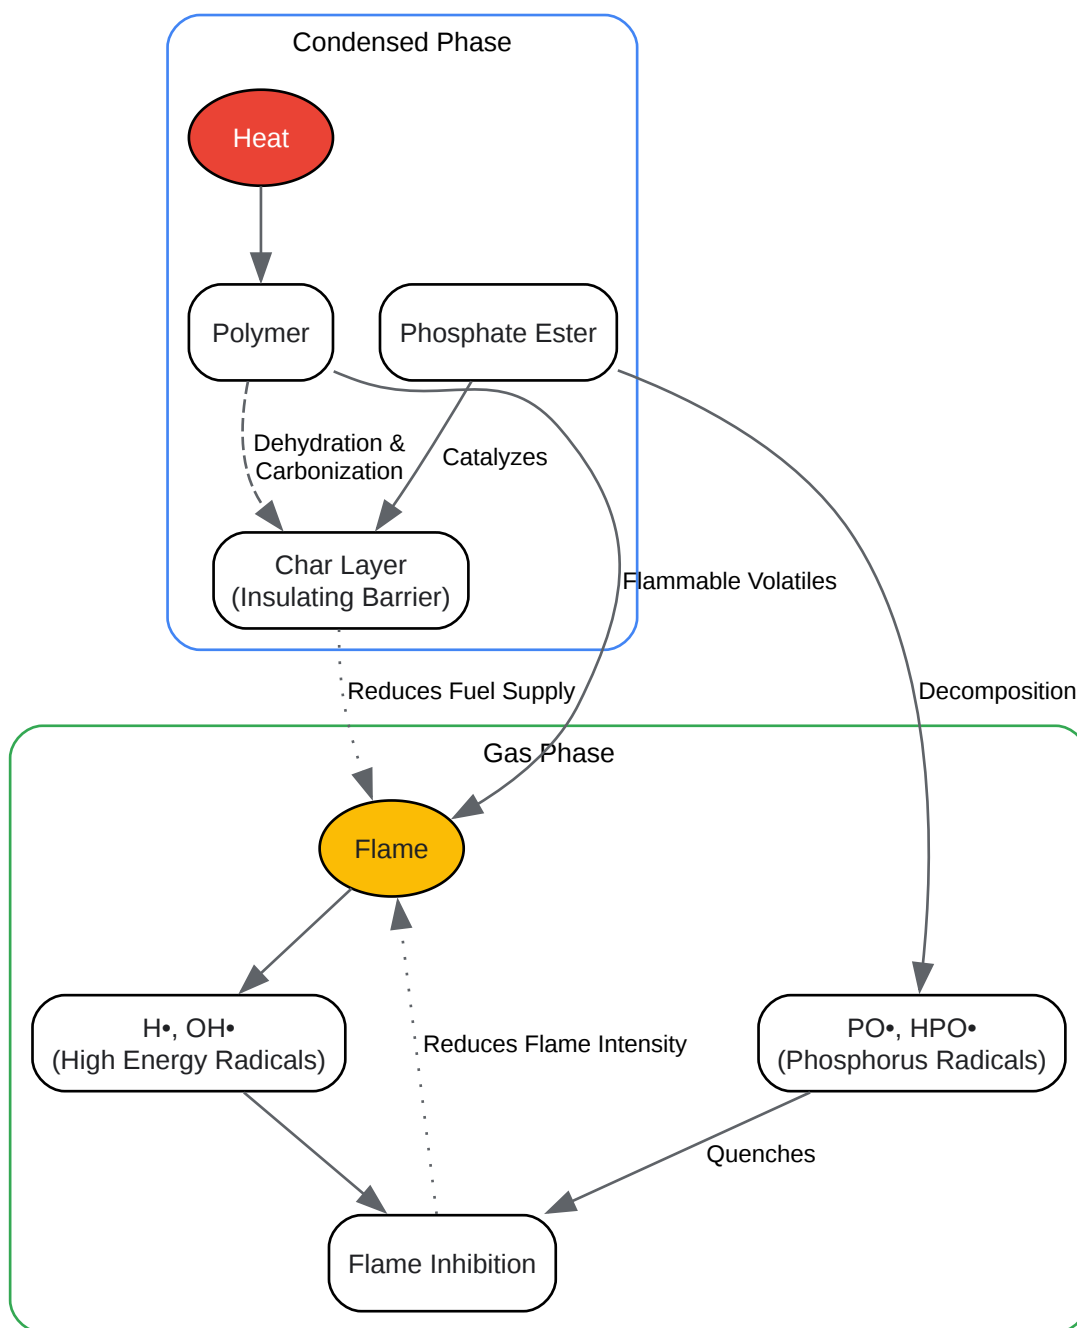 Condensed Phase
Heat
Polymer
Phosphate Ester
Dehydration &
Carbonization
Catalyzes
Char Layer
(Insulating Barrier)
Flammable Volatiles
Reduces Fuel Supply
Decomposition
Gas Phase
Flame
H•, OH•
(High Energy Radicals)
Reduces Flame Intensity
PO•, HPO•
(Phosphorus Radicals)
Quenches
Flame Inhibition